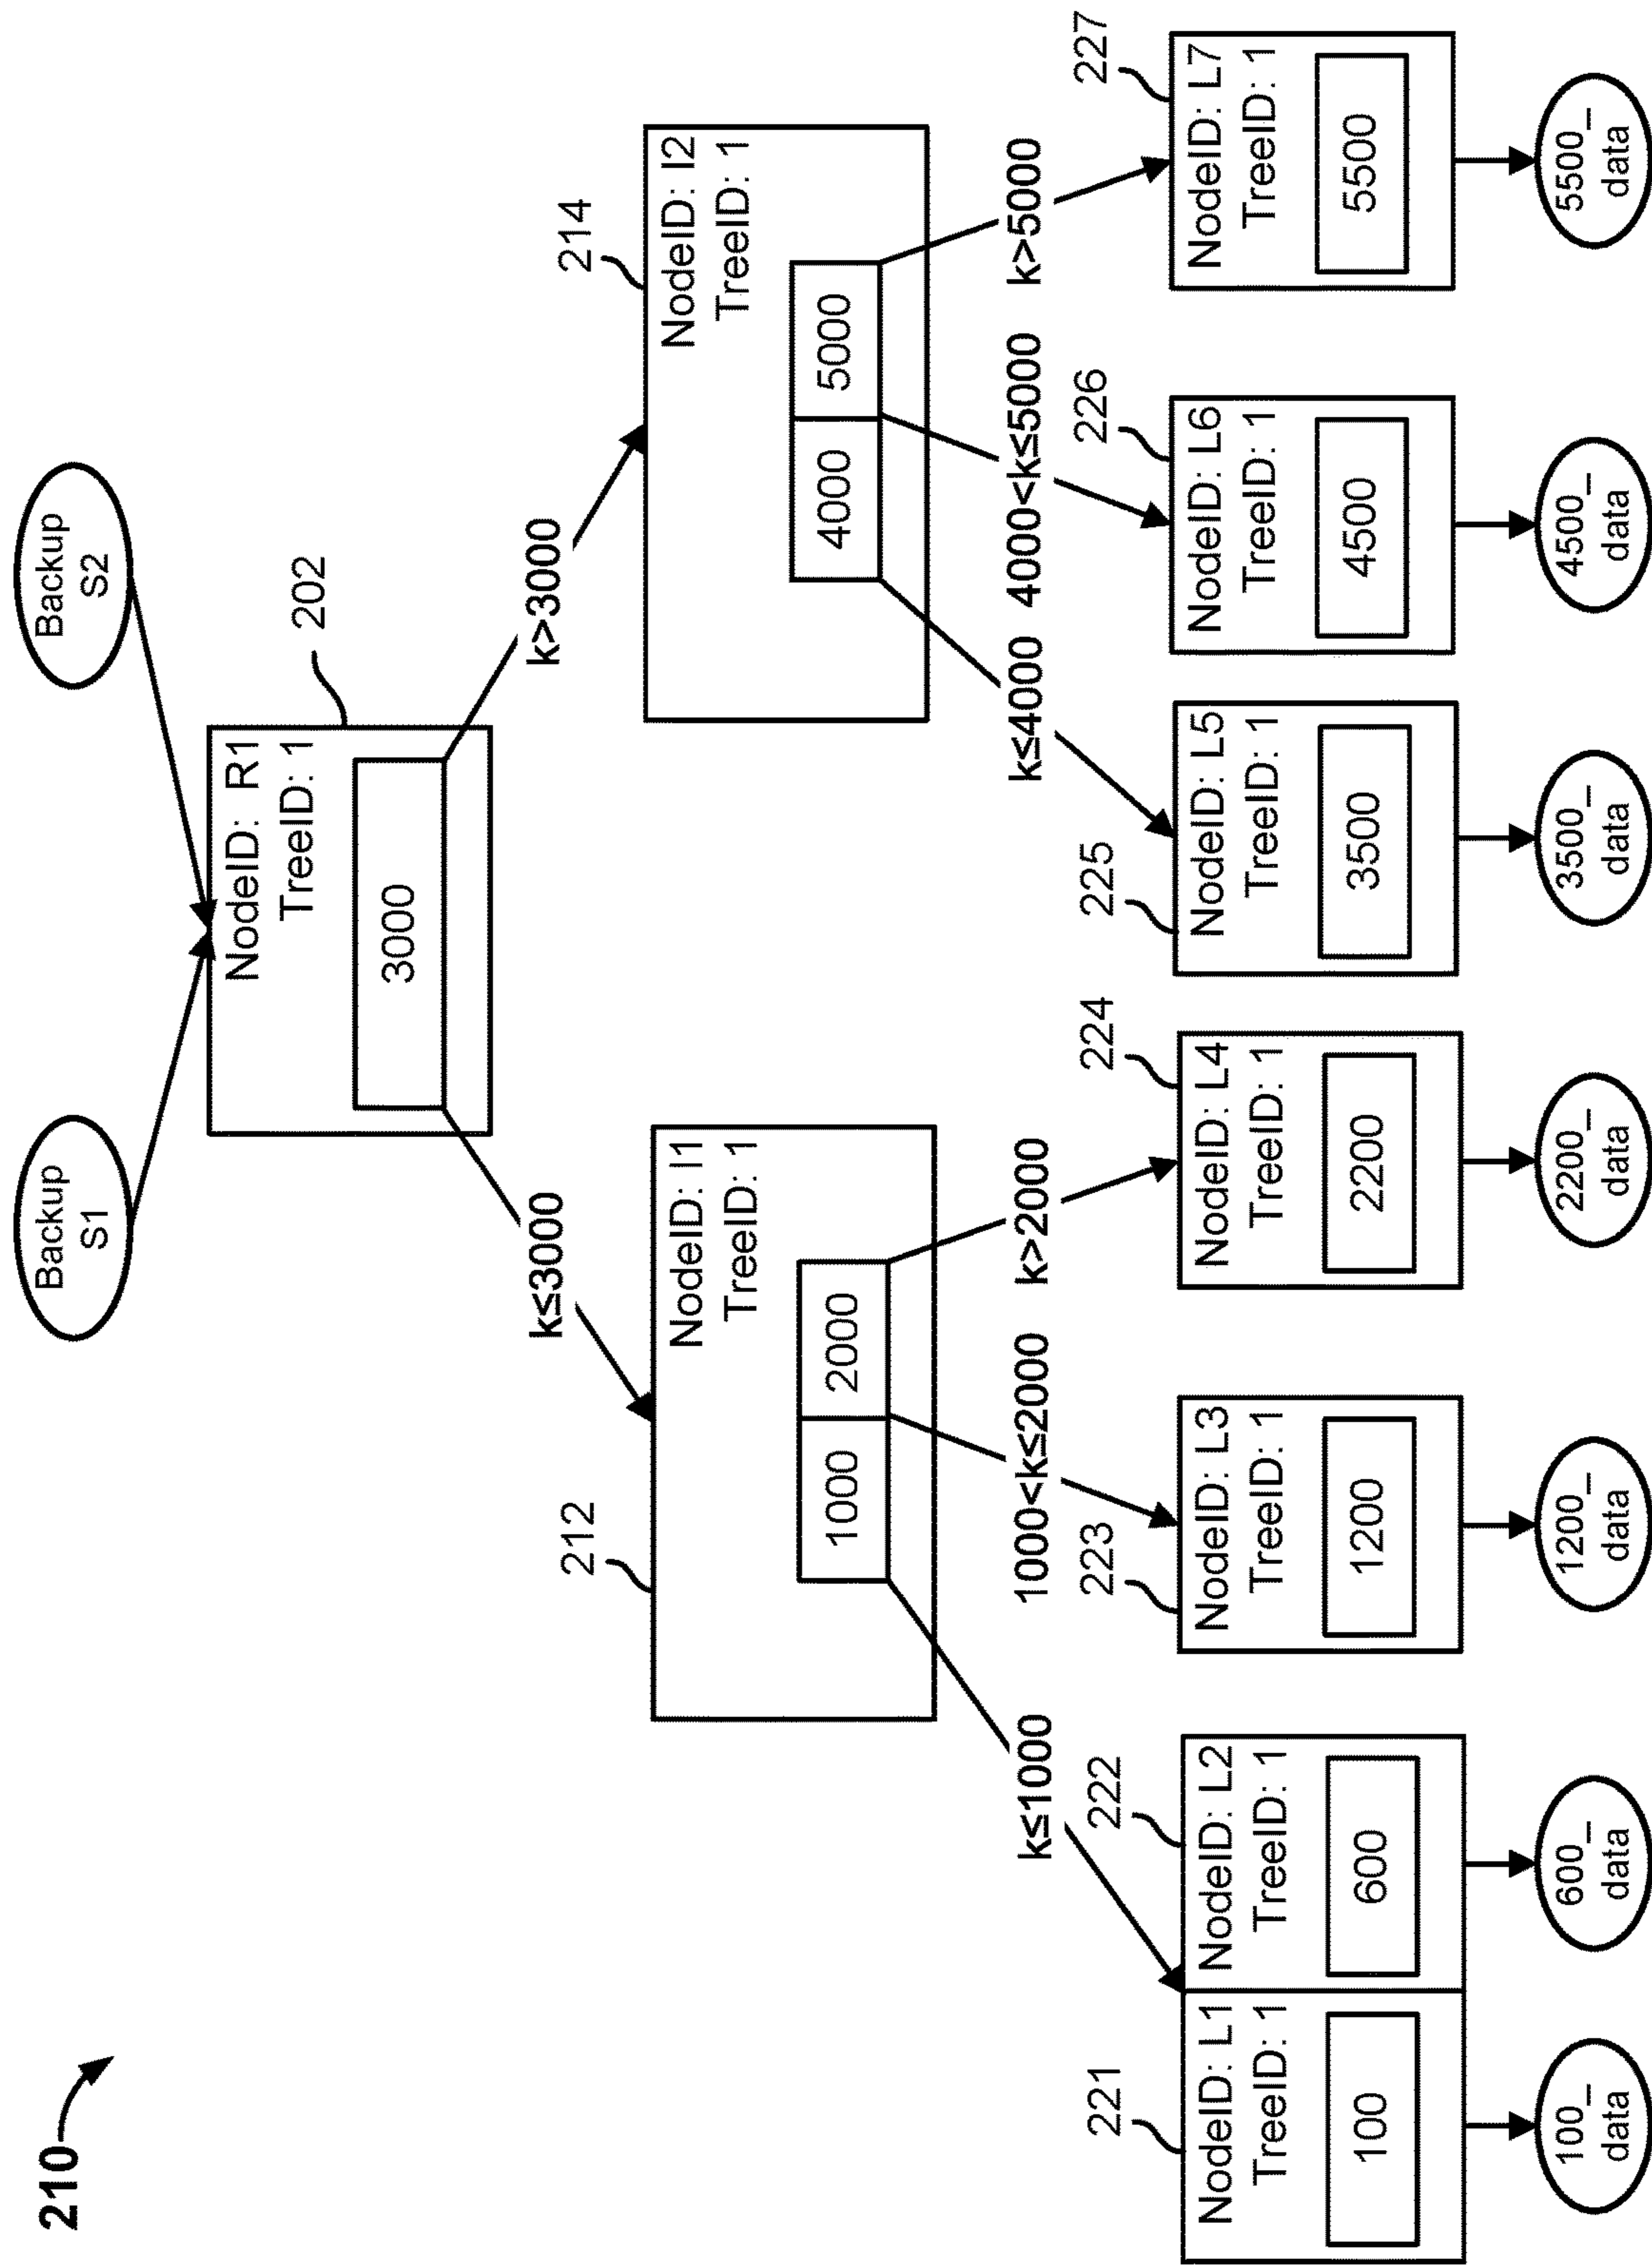 210
Backup
S1
Backup
S2
202
NodeID: R1
TreeID: 1
3000
k≤3000
k>3000
212
NodeID: I1
TreeID: 1
1000
2000
214
NodeID: I2
TreeID: 1
4000
5000
k≤1000
1000<k≤2000
k>2000
k≤4000
4000<k≤5000
k>5000
221
NodeID: L1
TreeID: 1
100
222
NodeID: L2
TreeID: 1
600
223
NodeID: L3
TreeID: 1
1200
224
NodeID: L4
TreeID: 1
2200
225
NodeID: L5
TreeID: 1
3500
226
NodeID: L6
TreeID: 1
4500
227
NodeID: L7
TreeID: 1
5500
100_
data
600_
data
1200_
data
2200_
data
3500_
data
4500_
data
5500_
data